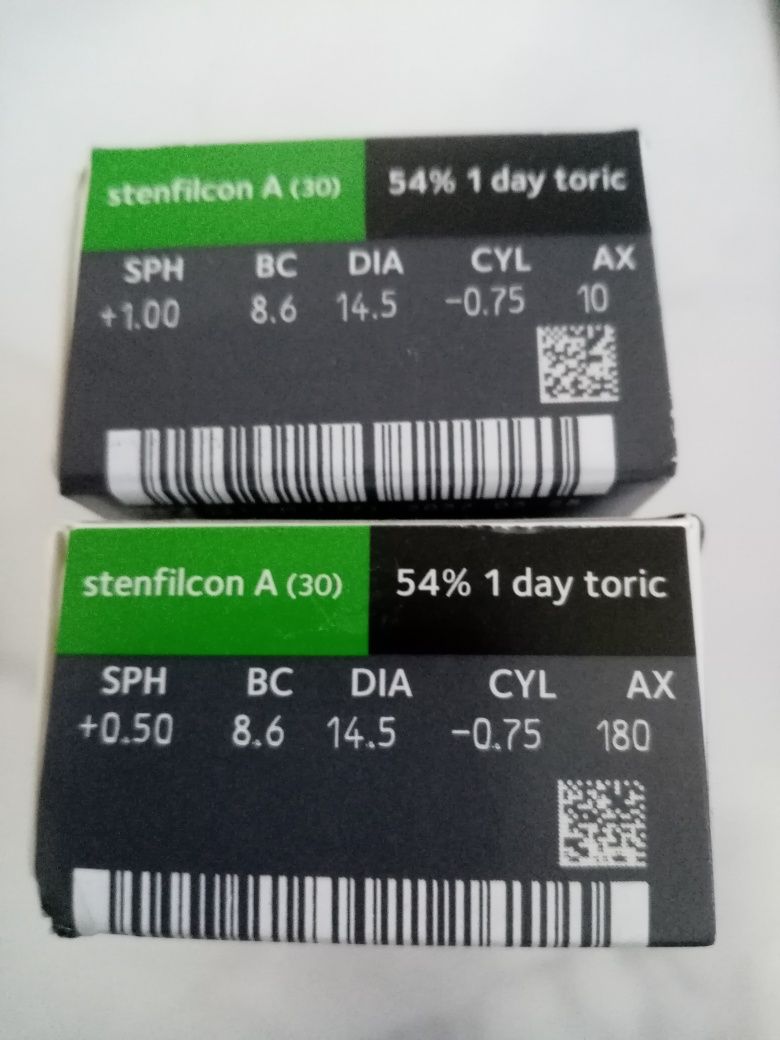 stenfilcon A (30) 54% 1 day toric
SPH BC DIA CYL AX
+1.00 8.6 14.5 -0.75 10
stenfilcon A (30) 54% 1 day toric
SPH BC DIA CYL AX
+0.50 8.6 14.5 -0.75 180